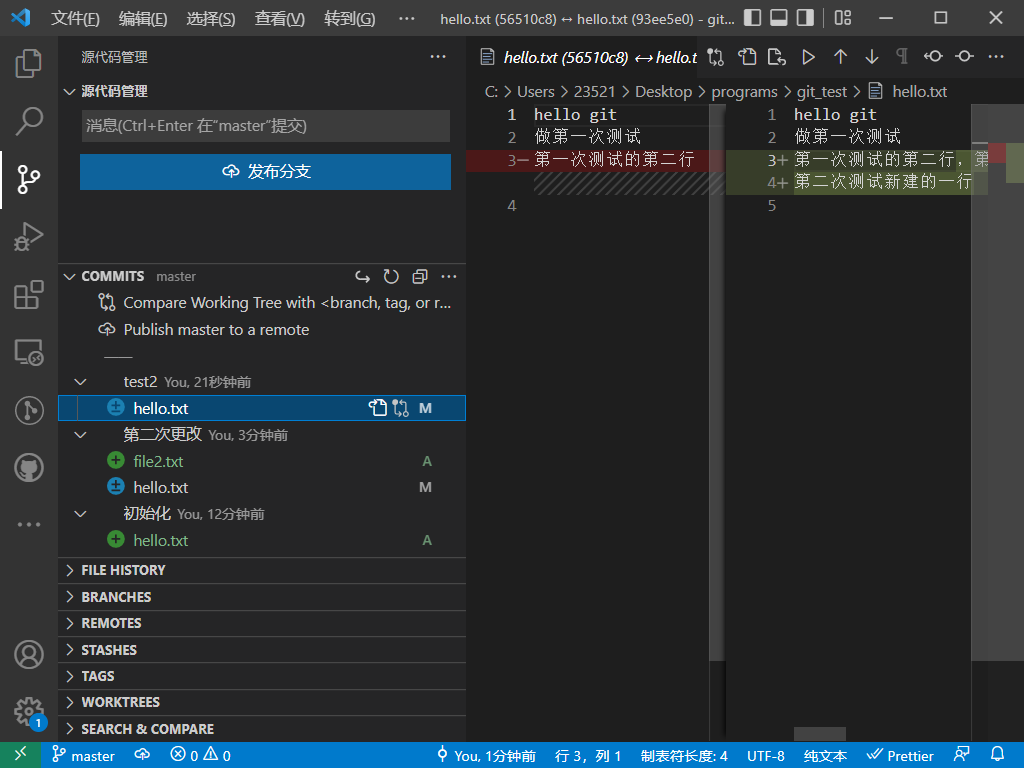 文件(F) 编辑(E) 选择(S) 查看(V) 转到(G) ··· hello.txt (56510c8) ↔ hello.txt (93ee5e0) - git...
源代码管理 ···
源代码管理
消息(Ctrl+Enter 在"master"提交)
发布分支
COMMITS master
Compare Working Tree with <branch, tag, or r...
Publish master to a remote
test2 You, 21秒钟前
hello.txt M
第二次更改 You, 3分钟前
file2.txt A
hello.txt M
初始化 You, 12分钟前
hello.txt A
FILE HISTORY
BRANCHES
REMOTES
STASHES
TAGS
WORKTREES
SEARCH & COMPARE
hello.txt (56510c8) ↔ hello.t
C: > Users > 23521 > Desktop > programs > git_test > hello.txt
1 hello git
2 做第一次测试
3− 第一次测试的第二行
4
1 hello git
2 做第一次测试
3+ 第一次测试的第二行，第
4+ 第二次测试新建的一行
5
1
master 0 0 You, 1分钟前 行 3，列 1 制表符长度: 4 UTF-8 纯文本 Prettier